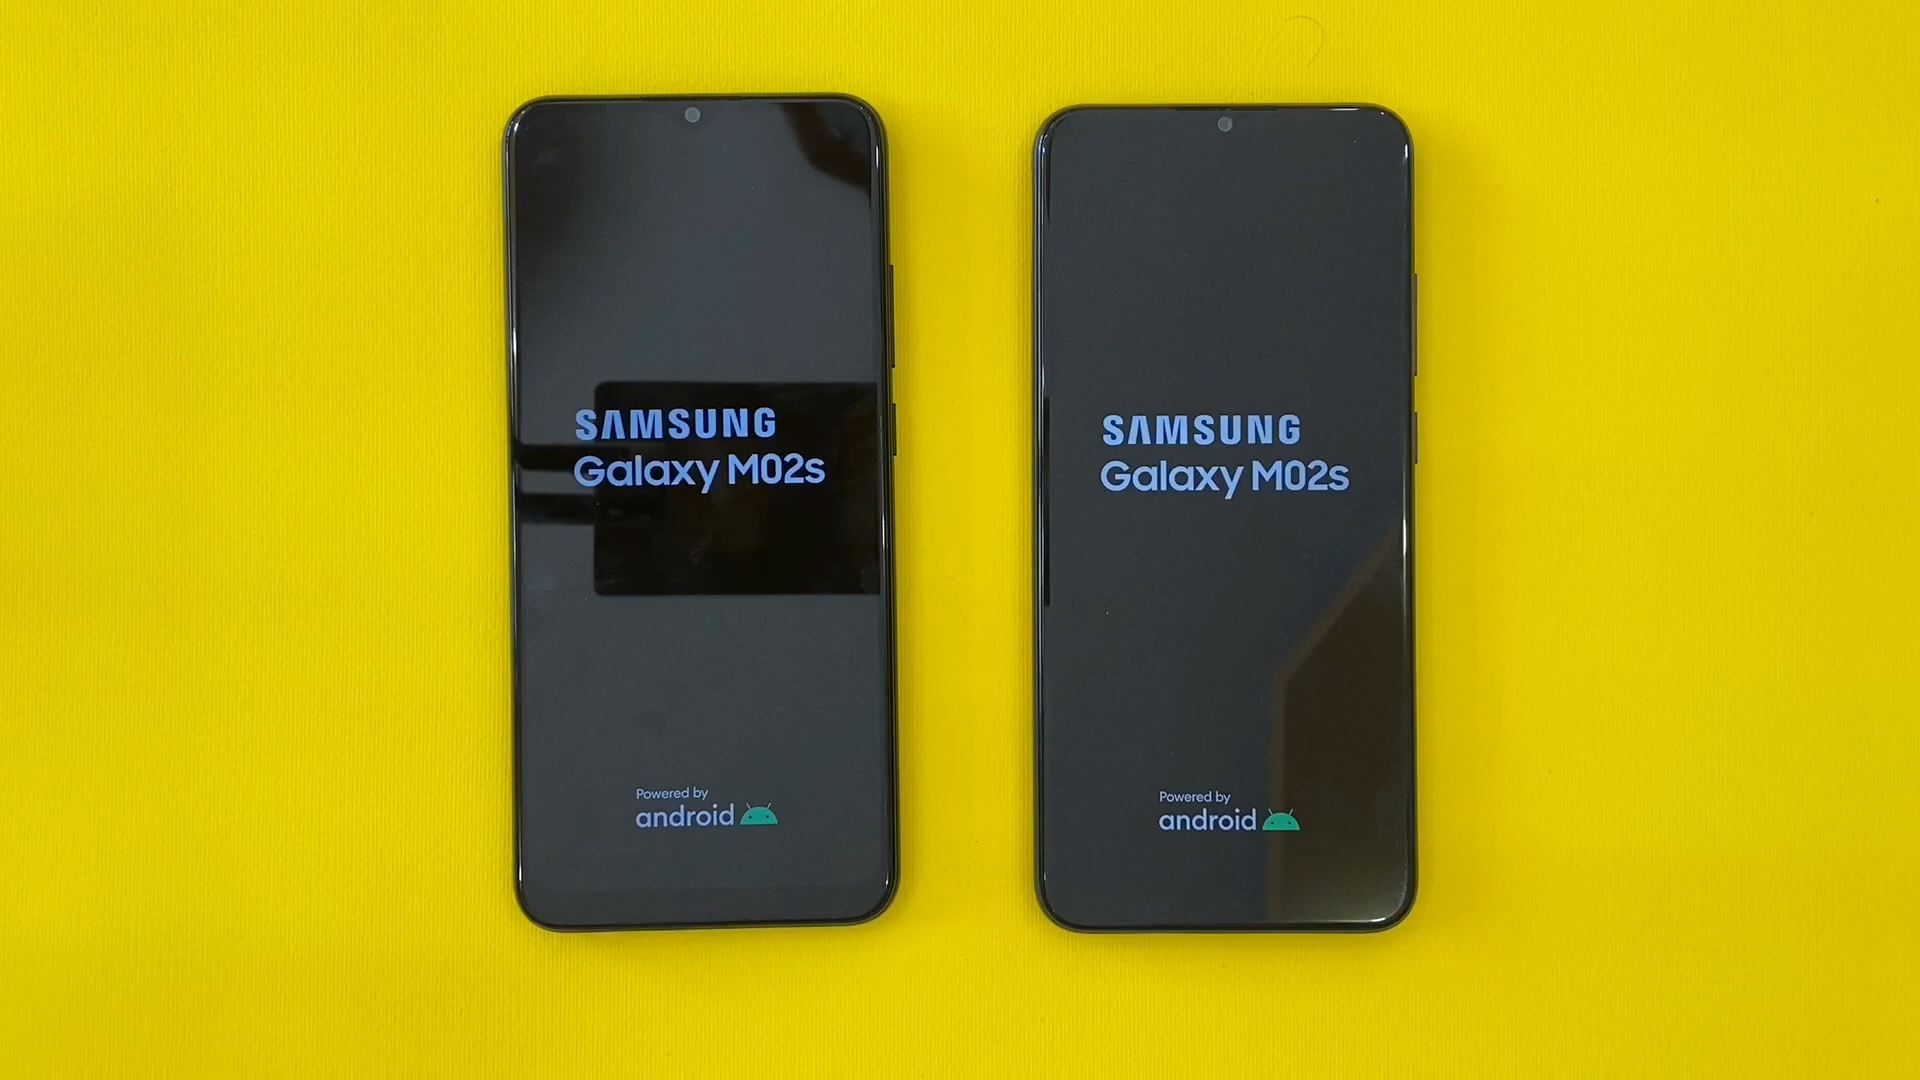 SAMSUNG
Galaxy M02s
Powered by
android
SAMSUNG
Galaxy M02s
Powered by
android